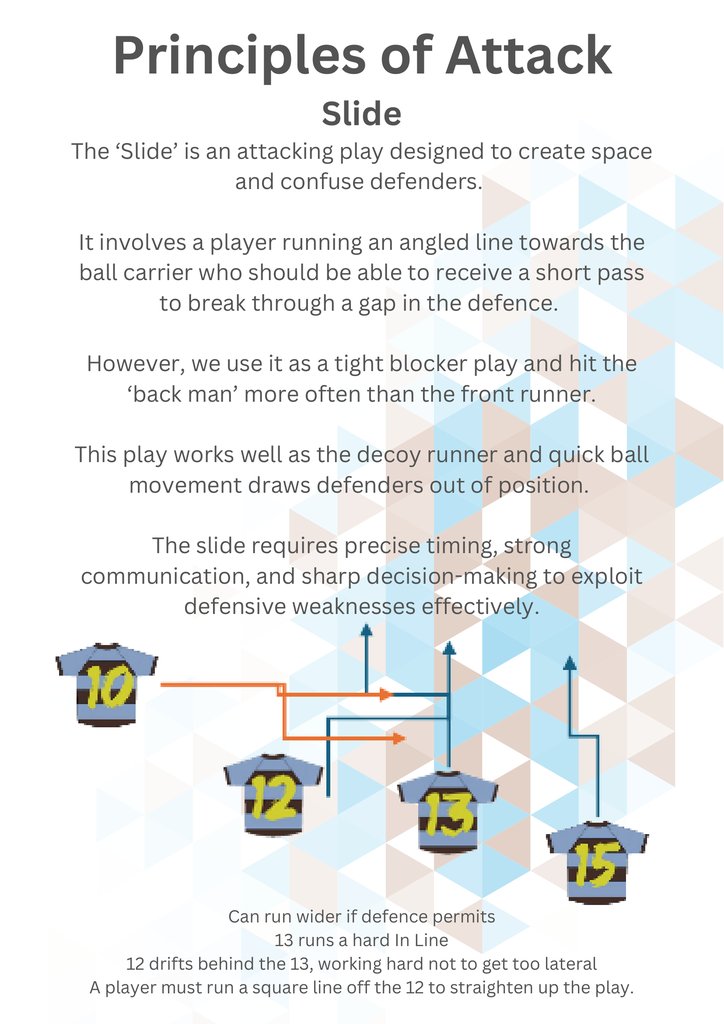 Principles of Attack
Slide
The ‘Slide’ is an attacking play designed to create space
and confuse defenders.
It involves a player running an angled line towards the
ball carrier who should be able to receive a short pass
to break through a gap in the defence.
However, we use it as a tight blocker play and hit the
‘back man’ more often than the front runner.
This play works well as the decoy runner and quick ball
movement draws defenders out of position.
The slide requires precise timing, strong
communication, and sharp decision-making to exploit
defensive weaknesses effectively.
10
12
13
15
Can run wider if defence permits
13 runs a hard In Line
12 drifts behind the 13, working hard not to get too lateral
A player must run a square line off the 12 to straighten up the play.